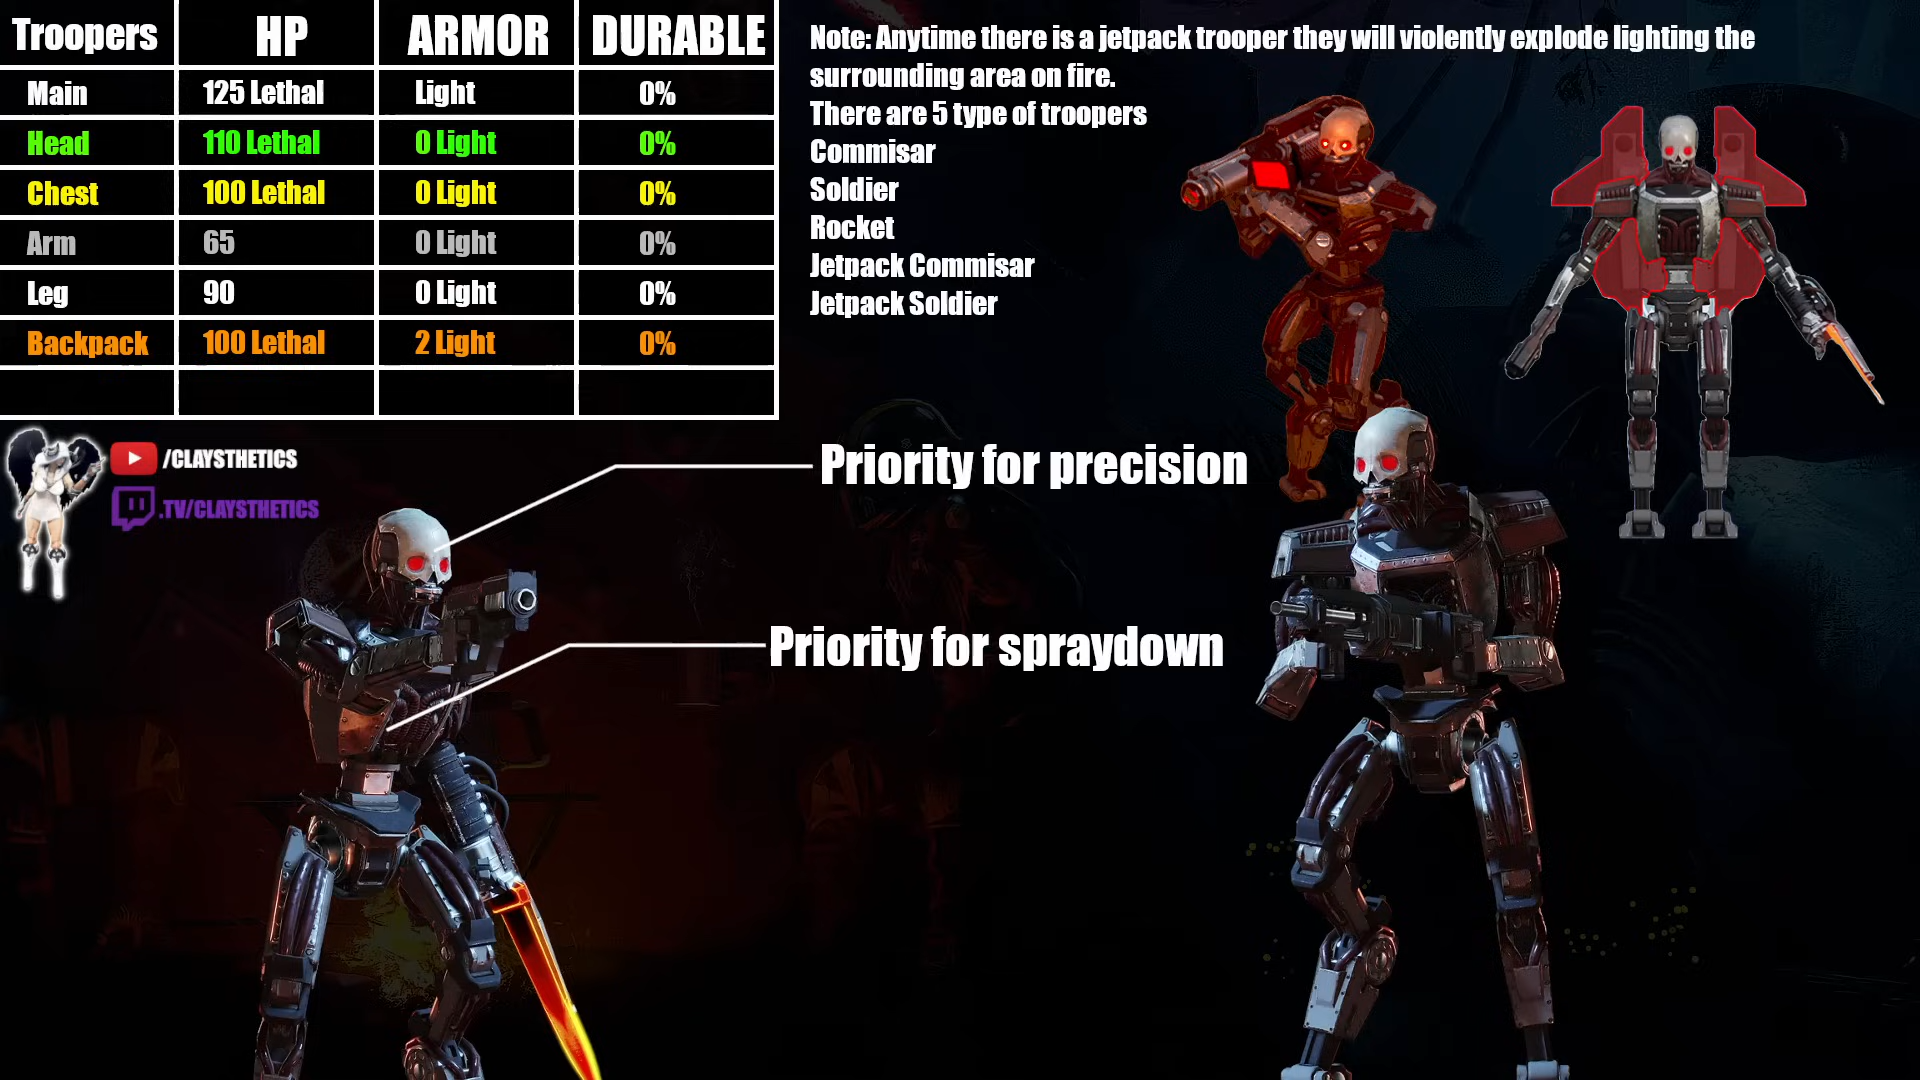 Troopers HP ARMOR DURABLE
Main 125 Lethal Light 0%
Head 110 Lethal 0 Light 0%
Chest 100 Lethal 0 Light 0%
Arm 65 0 Light 0%
Leg 90 0 Light 0%
Backpack 100 Lethal 2 Light 0%
Note: Anytime there is a jetpack trooper they will violently explode lighting the
surrounding area on fire.
There are 5 type of troopers
Commisar
Soldier
Rocket
Jetpack Commisar
Jetpack Soldier
/CLAYSTHETICS
.TV/CLAYSTHETICS
Priority for precision
Priority for spraydown